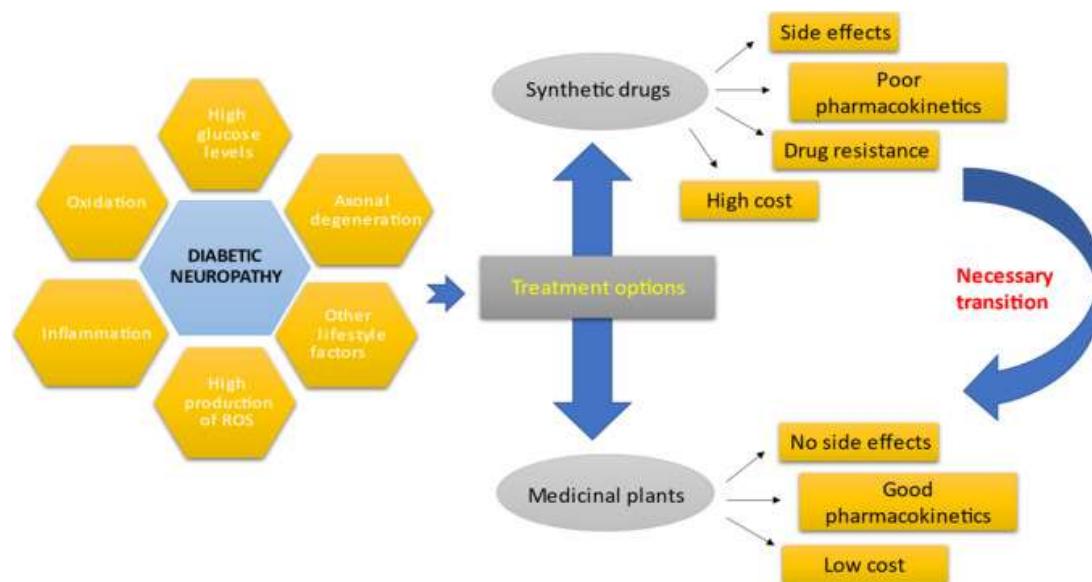 High
glucose
levels
Oxidation
Axonal
degeneration
DIABETIC
NEUROPATHY
Inflammation
Other
lifestyle
factors
High
production
of ROS
Treatment options
Synthetic drugs
Side effects
Poor
pharmacokinetics
Drug resistance
High cost
Necessary
transition
Medicinal plants
No side effects
Good
pharmacokinetics
Low cost